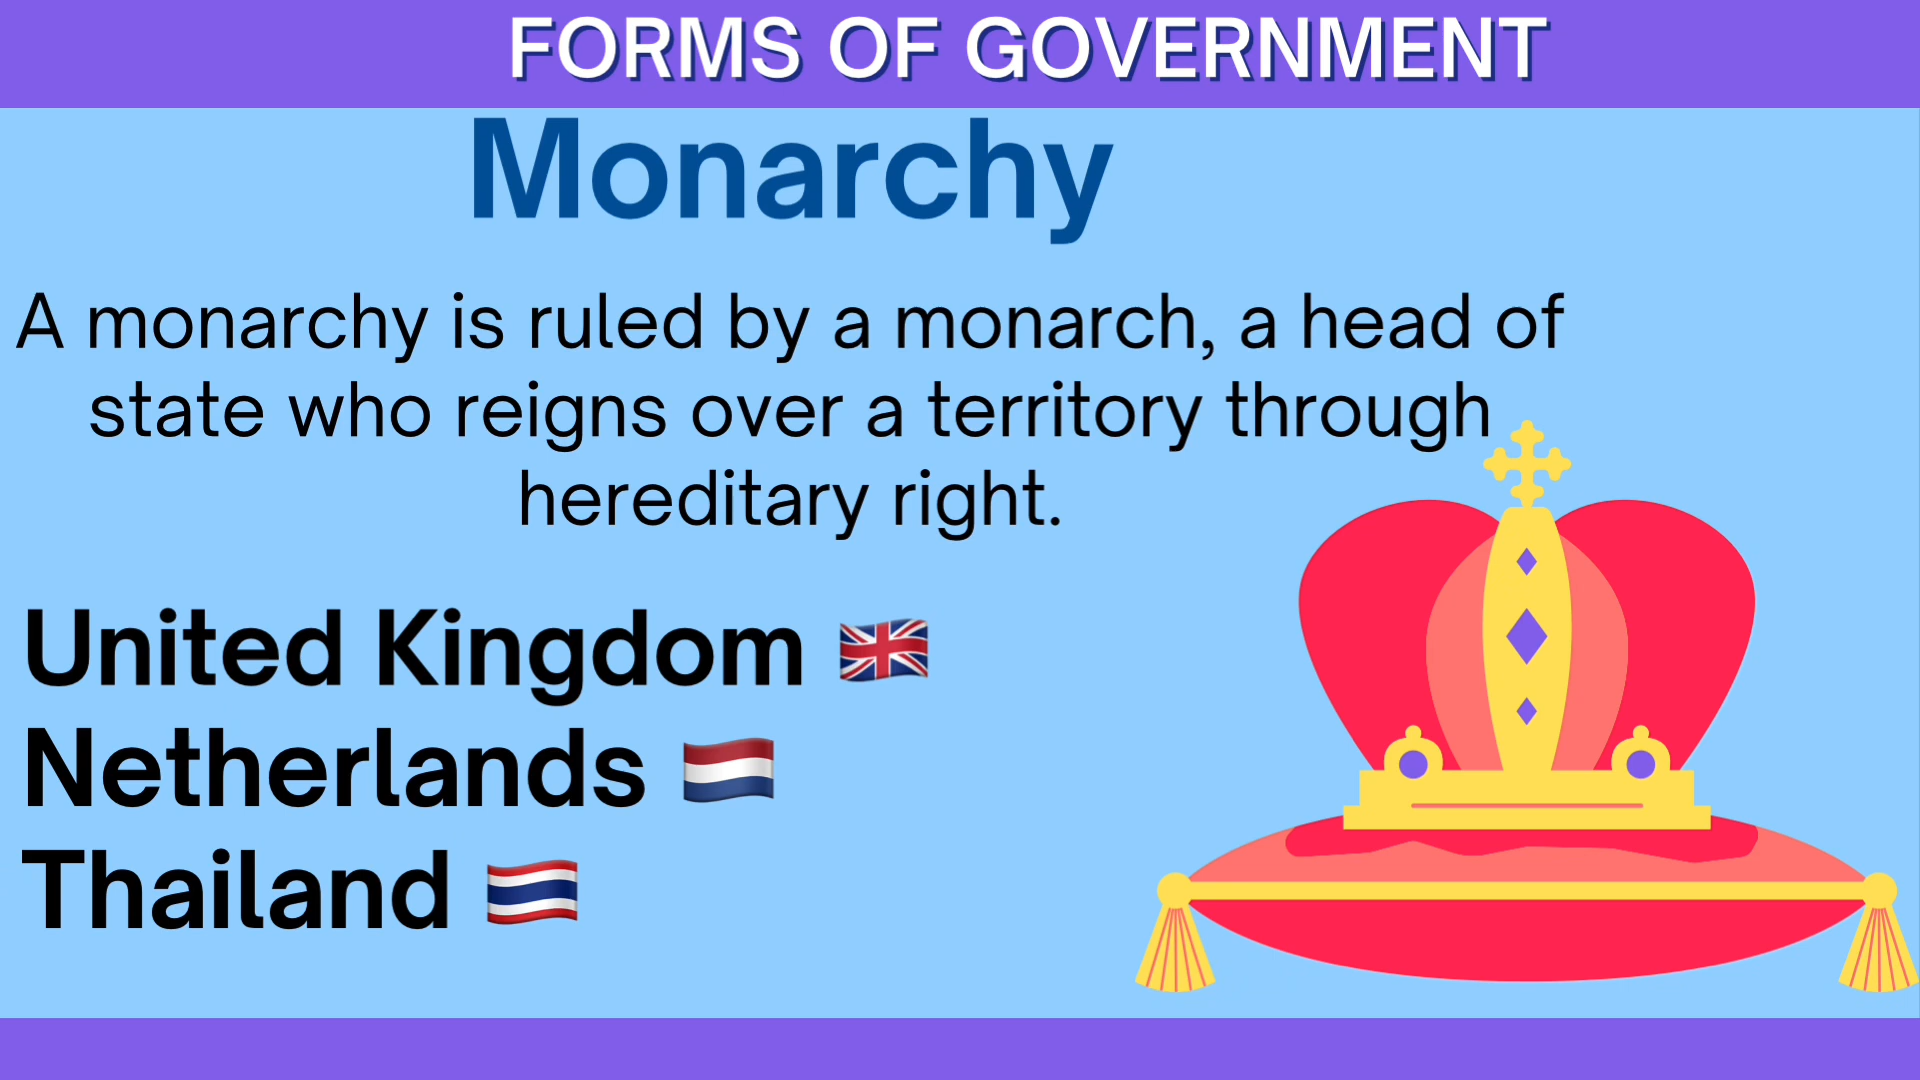 FORMS OF GOVERNMENT
Monarchy
A monarchy is ruled by a monarch, a head of
state who reigns over a territory through
hereditary right.
United Kingdom 🇬🇧
Netherlands 🇳🇱
Thailand 🇹🇭